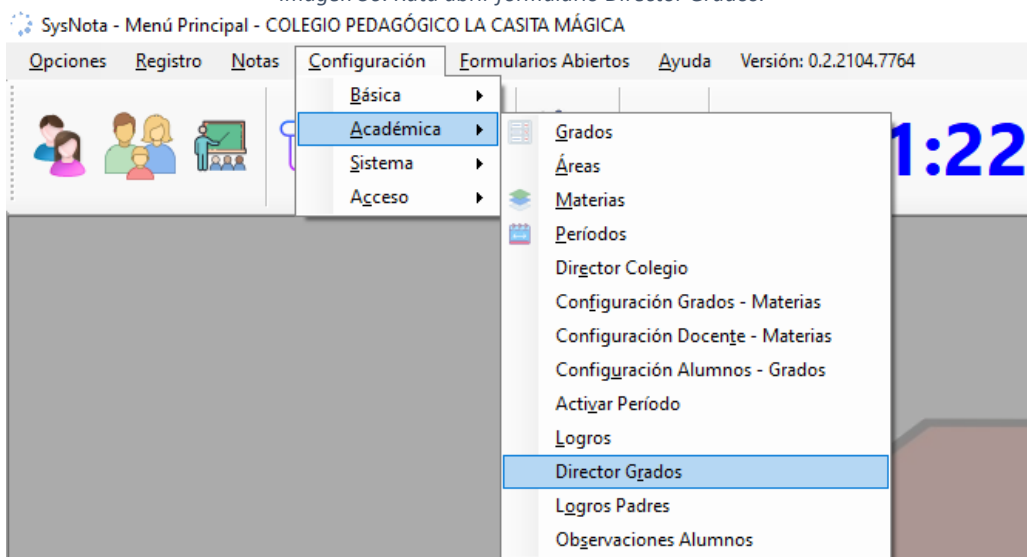 SysNota - Menú Principal - COLEGIO PEDAGÓGICO LA CASITA MÁGICA
Opciones Registro Notas Configuración Formularios Abiertos Ayuda Versión: 0.2.2104.7764
Básica
Académica
Sistema
Acceso
1:22
Grados
Áreas
Materias
Períodos
Director Colegio
Configuración Grados - Materias
Configuración Docente - Materias
Configuración Alumnos - Grados
Activar Período
Logros
Director Grados
Logros Padres
Observaciones Alumnos